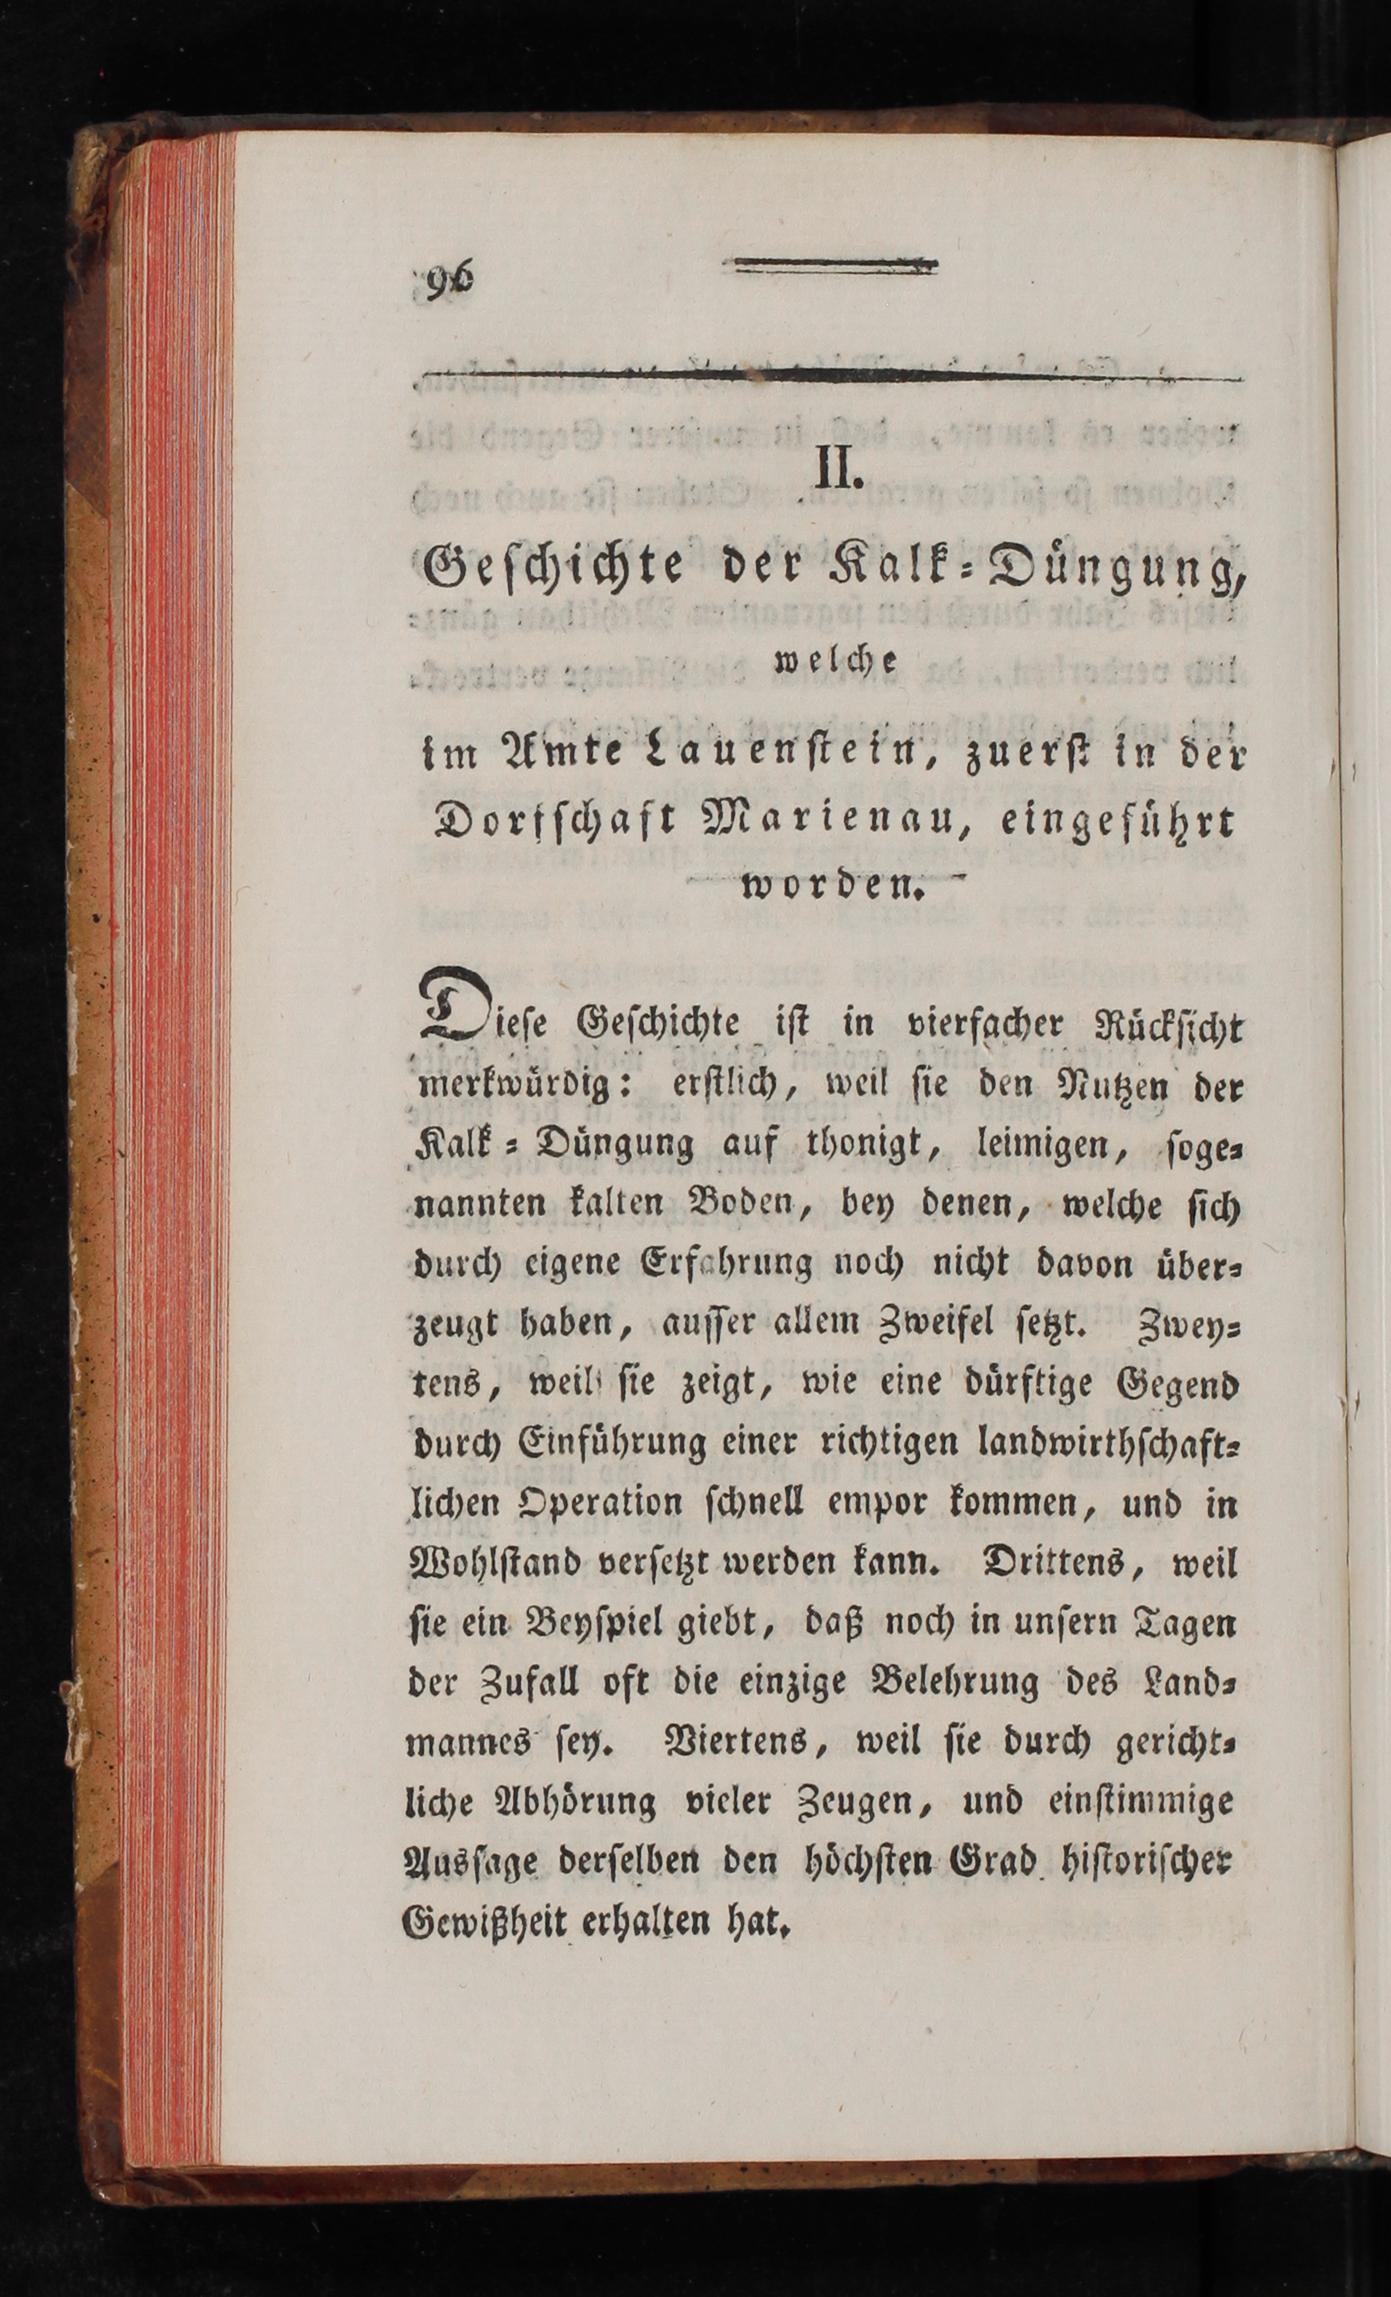 96
II.
Geſchichte der Kalk-Düngung,
welche
im Amte Lauenſtein, zuerſt in der
Dorfſchaft Marienau, eingeführt
worden.
Dieſe Geſchichte iſt in vierfacher Rückſicht
merkwürdig: erſtlich, weil ſie den Nutzen der
Kalk-Düngung auf thonigt, leimigen, ſoge-
nannten kalten Boden, bey denen, welche ſich
durch eigene Erfahrung noch nicht davon über-
zeugt haben, auſſer allem Zweifel ſetzt. Zwey-
tens, weil ſie zeigt, wie eine dürftige Gegend
durch Einführung einer richtigen landwirthſchaft-
lichen Operation ſchnell empor kommen, und in
Wohlſtand verſetzt werden kann. Drittens, weil
ſie ein Beyſpiel giebt, daß noch in unſern Tagen
der Zufall oft die einzige Belehrung des Land-
mannes ſey. Viertens, weil ſie durch gericht-
liche Abhörung vieler Zeugen, und einſtimmige
Ausſage derſelben den höchſten Grad hiſtoriſcher
Gewißheit erhalten hat.